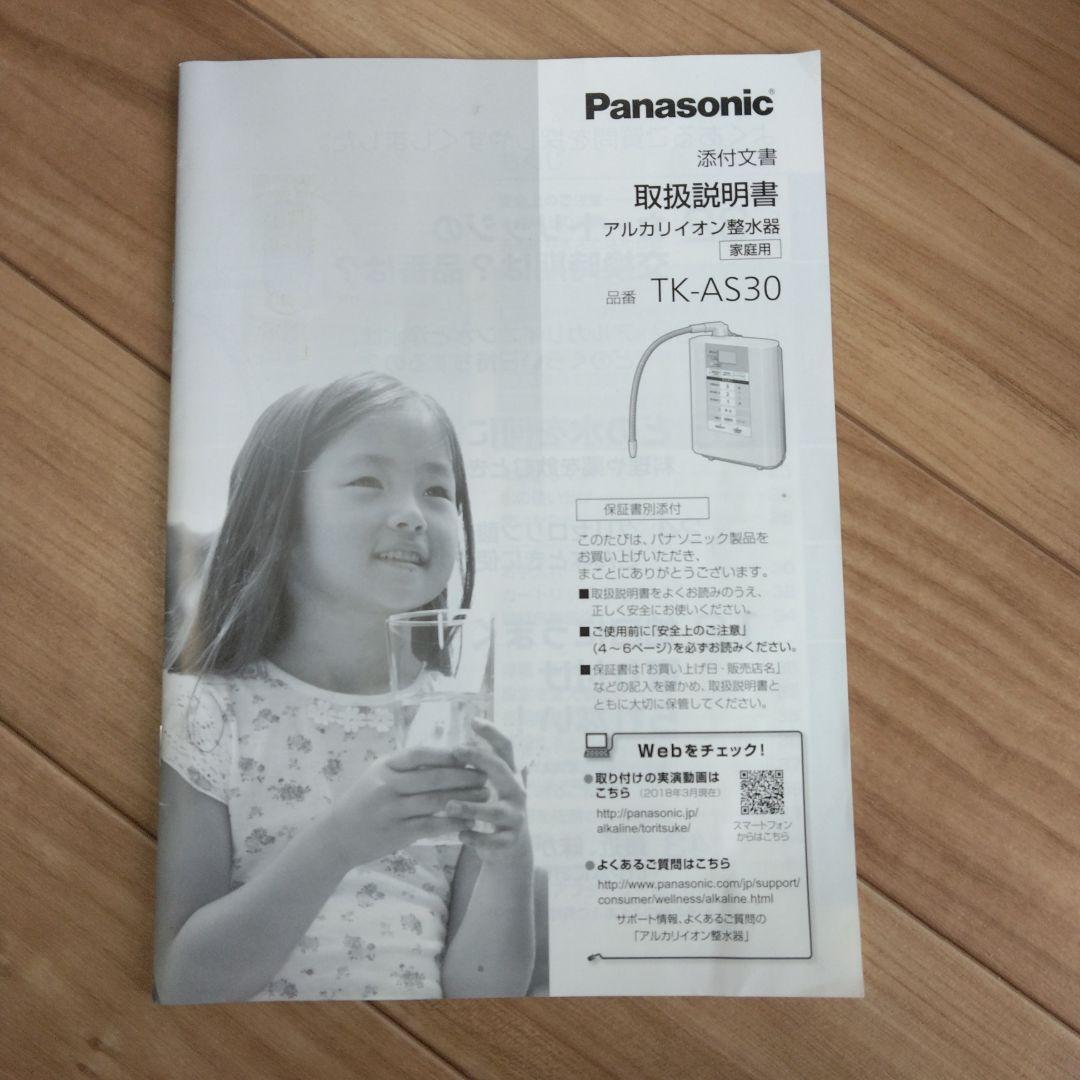 Panasonic®
添付文書
取扱説明書
アルカリイオン整水器
家庭用
品番 TK-AS30
保証書別添付
このたびは、パナソニック製品を
お買い上げいただき、
まことにありがとうございます。
■取扱説明書をよくお読みのうえ、
正しく安全にお使いください。
■ご使用前に「安全上のご注意」
(4～6ページ)を必ずお読みください。
■保証書は「お買い上げ日・販売店名」
などの記入を確かめ、取扱説明書と
ともに大切に保管してください。
Webをチェック！
●取り付けの実演動画は
こちら (2018年3月現在)
http://panasonic.jp/
alkaline/toritsuke/
スマートフォン
からはこちら
●よくあるご質問はこちら
http://www.panasonic.com/jp/support/
consumer/wellness/alkaline.html
サポート情報、よくあるご質問の
「アルカリイオン整水器」